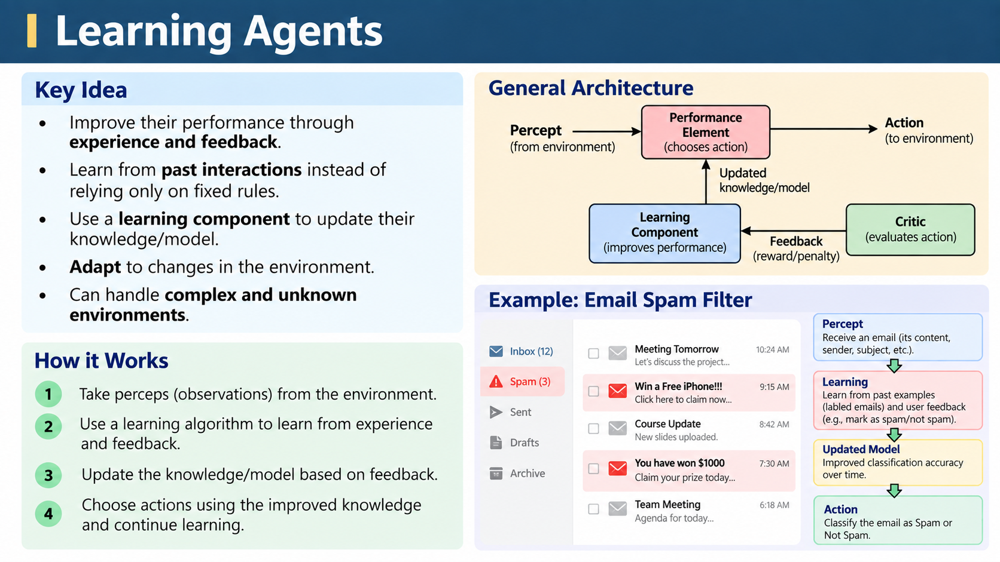 Learning Agents
Key Idea
• Improve their performance through
experience and feedback.
• Learn from past interactions instead of
relying only on fixed rules.
• Use a learning component to update their
knowledge/model.
• Adapt to changes in the environment.
• Can handle complex and unknown
environments.
How it Works
1 Take perceps (observations) from the environment.
2 Use a learning algorithm to learn from experience
and feedback.
3 Update the knowledge/model based on feedback.
4 Choose actions using the improved knowledge
and continue learning.
General Architecture
Percept
(from environment)
Performance
Element
(chooses action)
Action
(to environment)
Updated
knowledge/model
Learning
Component
(improves performance)
Feedback
(reward/penalty)
Critic
(evaluates action)
Example: Email Spam Filter
Inbox (12)
Spam (3)
Sent
Drafts
Archive
Meeting Tomorrow 10:24 AM
Let's discuss the project...
Win a Free iPhone!!! 9:15 AM
Click here to claim now...
Course Update 8:42 AM
New slides uploaded.
You have won $1000 7:30 AM
Claim your prize today...
Team Meeting 6:18 AM
Agenda for today...
Percept
Receive an email (its content,
sender, subject, etc.).
Learning
Learn from past examples
(labled emails) and user feedback
(e.g., mark as spam/not spam).
Updated Model
Improved classification accuracy
over time.
Action
Classify the email as Spam or
Not Spam.